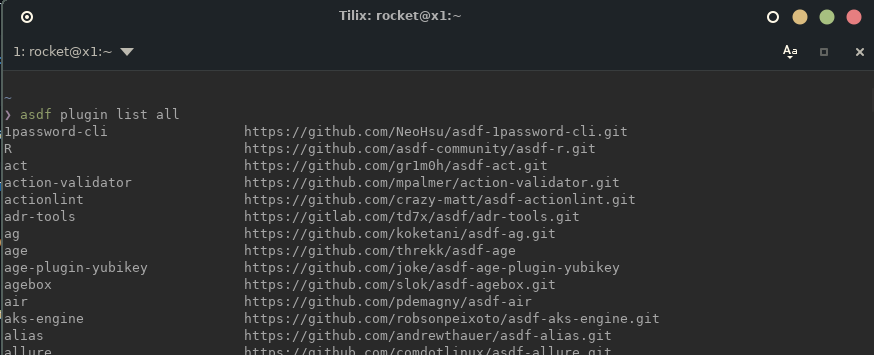 Tilix: rocket@x1:~
1: rocket@x1:~
Aa
~
❯ asdf plugin list all
1password-cli https://github.com/NeoHsu/asdf-1password-cli.git
R https://github.com/asdf-community/asdf-r.git
act https://github.com/gr1m0h/asdf-act.git
action-validator https://github.com/mpalmer/action-validator.git
actionlint https://github.com/crazy-matt/asdf-actionlint.git
adr-tools https://gitlab.com/td7x/asdf/adr-tools.git
ag https://github.com/koketani/asdf-ag.git
age https://github.com/threkk/asdf-age
age-plugin-yubikey https://github.com/joke/asdf-age-plugin-yubikey
agebox https://github.com/slok/asdf-agebox.git
air https://github.com/pdemagny/asdf-air
aks-engine https://github.com/robsonpeixoto/asdf-aks-engine.git
alias https://github.com/andrewthauer/asdf-alias.git
allure https://github.com/comdotlinux/asdf-allure.git